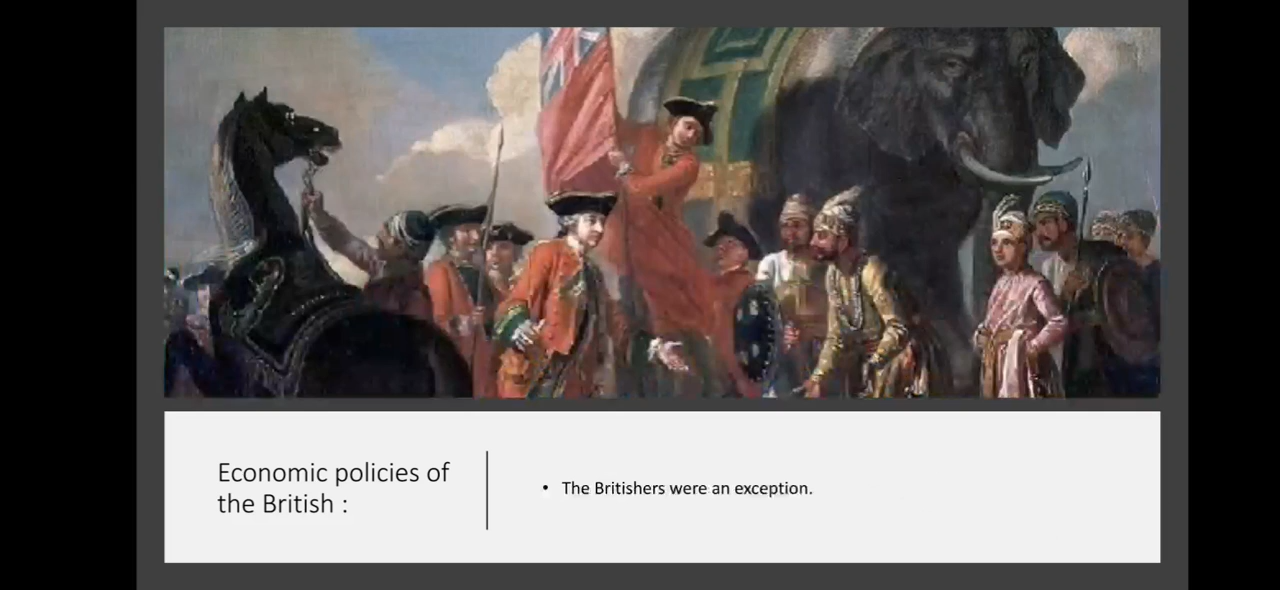 Economic policies of
the British :
• The Britishers were an exception.